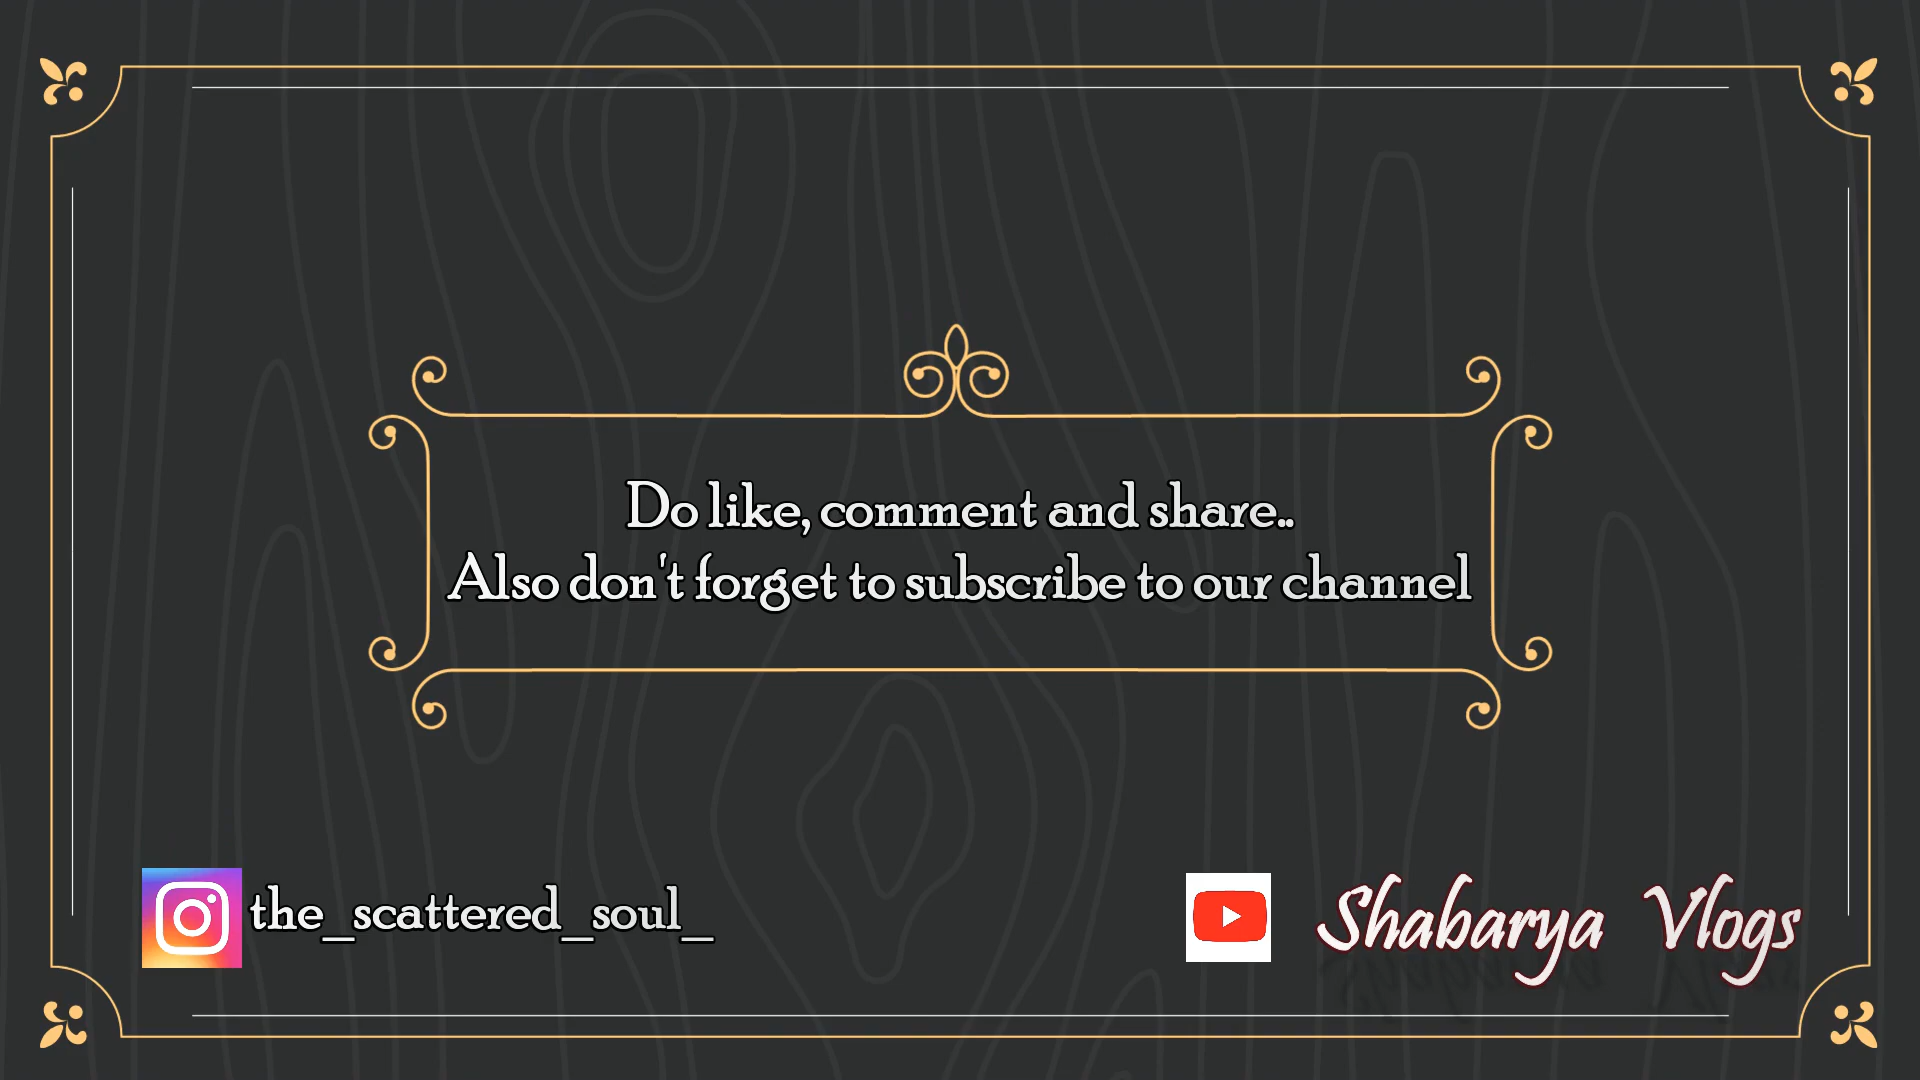 Do like, comment and share..
Also don't forget to subscribe to our channel
the_scattered_soul_
Shabarya Vlogs